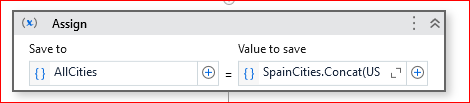 (x) Assign
Save to Value to save
{ } AllCities = { } SpainCities.Concat(US